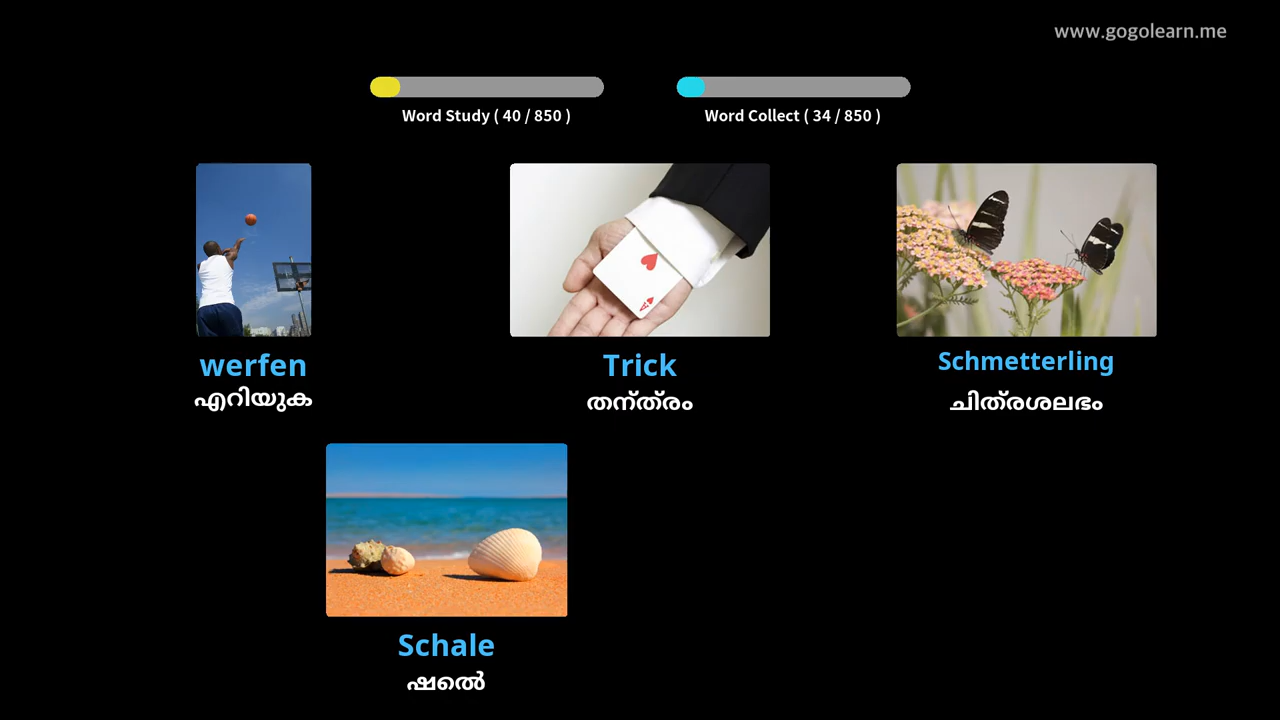 www.gogolearn.me
Word Study ( 40 / 850 )
Word Collect ( 34 / 850 )
werfen
എറിയുക
Trick
തന്ത്രം
Schmetterling
ചിത്രശലഭം
Schale
ഷെൽ